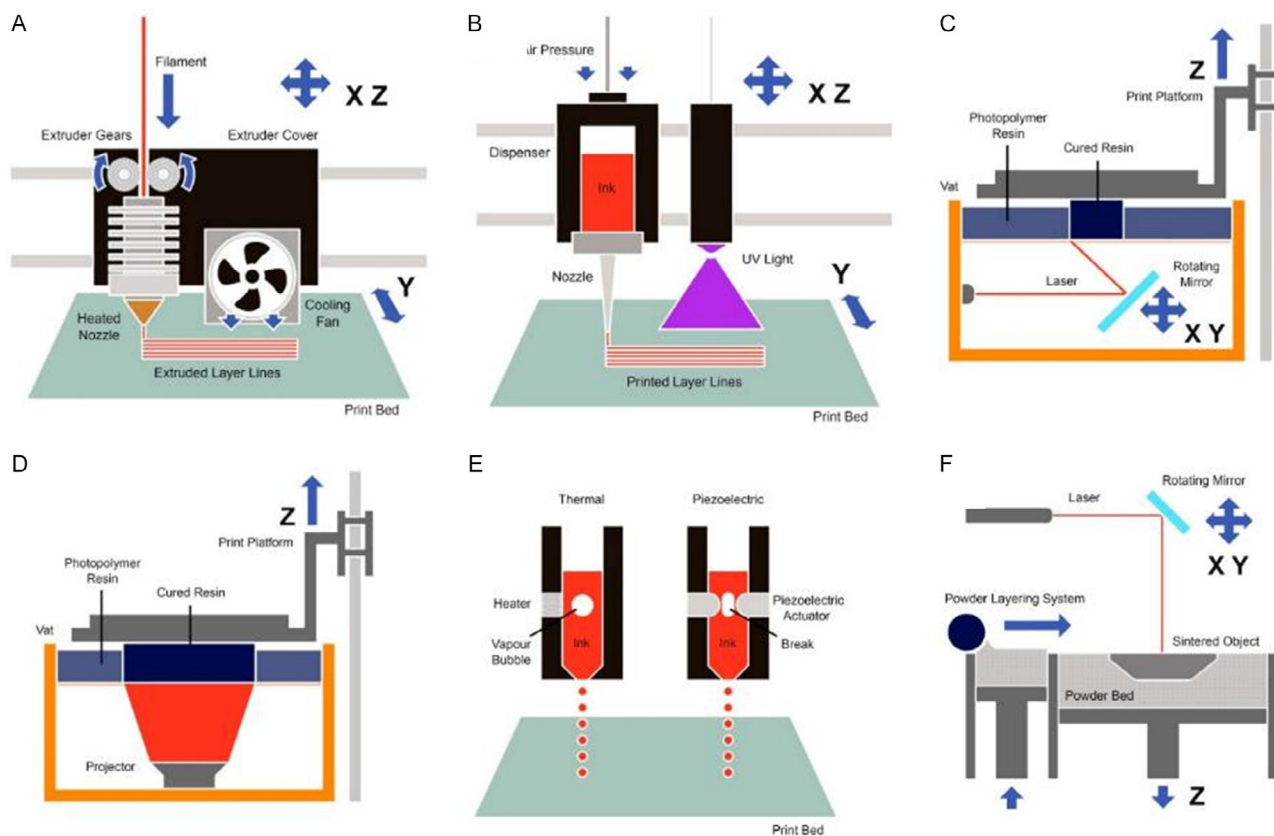 A
Filament
X Z
Extruder Gears
Extruder Cover
Y
Heated
Nozzle
Cooling
Fan
Extruded Layer Lines
Print Bed
B
ir Pressure
X Z
Dispenser
Ink
UV Light
Nozzle
Y
Printed Layer Lines
Print Bed
C
Z
Print Platform
Photopolymer
Resin
Cured Resin
Vat
Laser
Rotating
Mirror
X Y
D
Z
Print Platform
Photopolymer
Resin
Cured Resin
Vat
Projector
E
Thermal
Piezoelectric
Heater
Vapour
Bubble
Ink
Ink
Piezoelectric
Actuator
Break
Print Bed
F
Rotating Mirror
Laser
X Y
Powder Layering System
Sintered Object
Powder Bed
Z